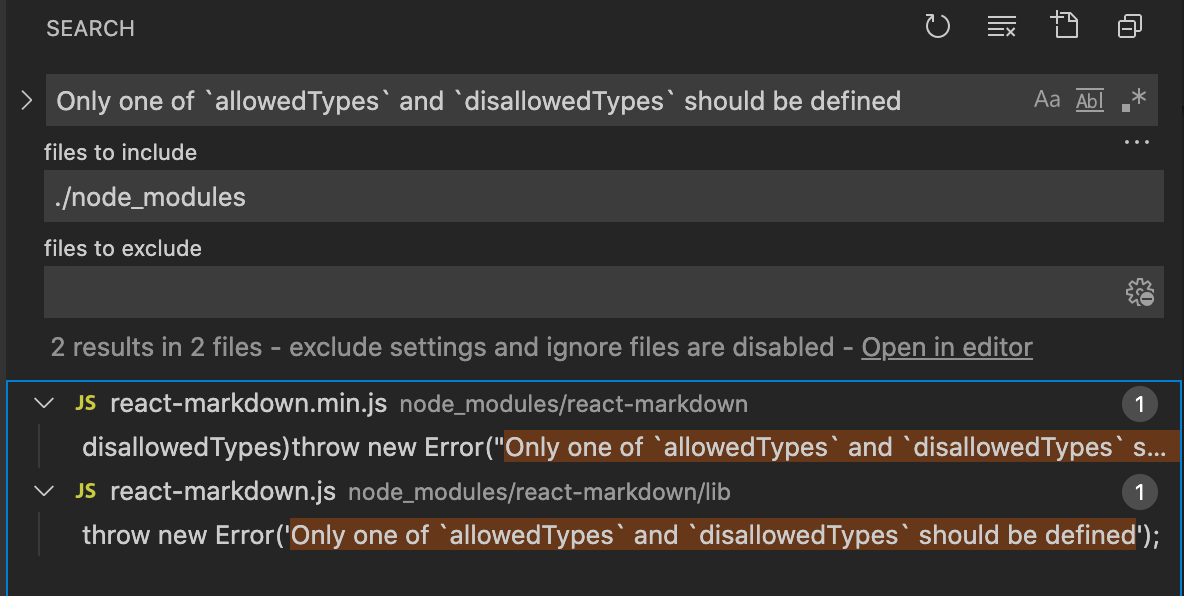 SEARCH
Only one of `allowedTypes` and `disallowedTypes` should be defined
Aa Abl .*
files to include
...
./node_modules
files to exclude
2 results in 2 files - exclude settings and ignore files are disabled - Open in editor
JS react-markdown.min.js node_modules/react-markdown 1
disallowedTypes)throw new Error("Only one of `allowedTypes` and `disallowedTypes` s...
JS react-markdown.js node_modules/react-markdown/lib 1
throw new Error('Only one of `allowedTypes` and `disallowedTypes` should be defined');